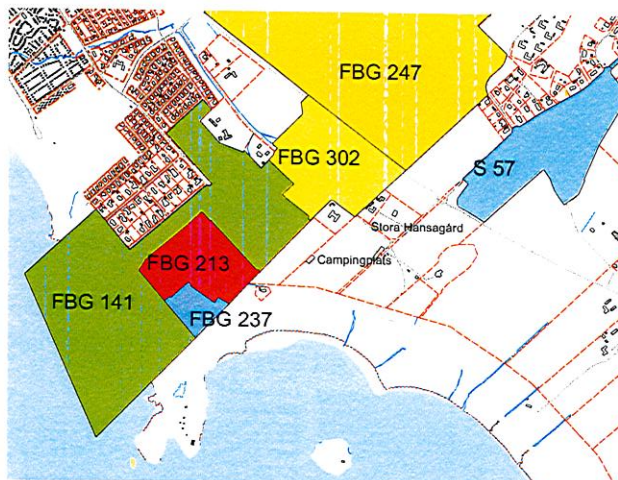 FBG 247
FBG 302
S 57
Stora Hansagård
FBG 213
Campingplats
FBG 141
FBG 237